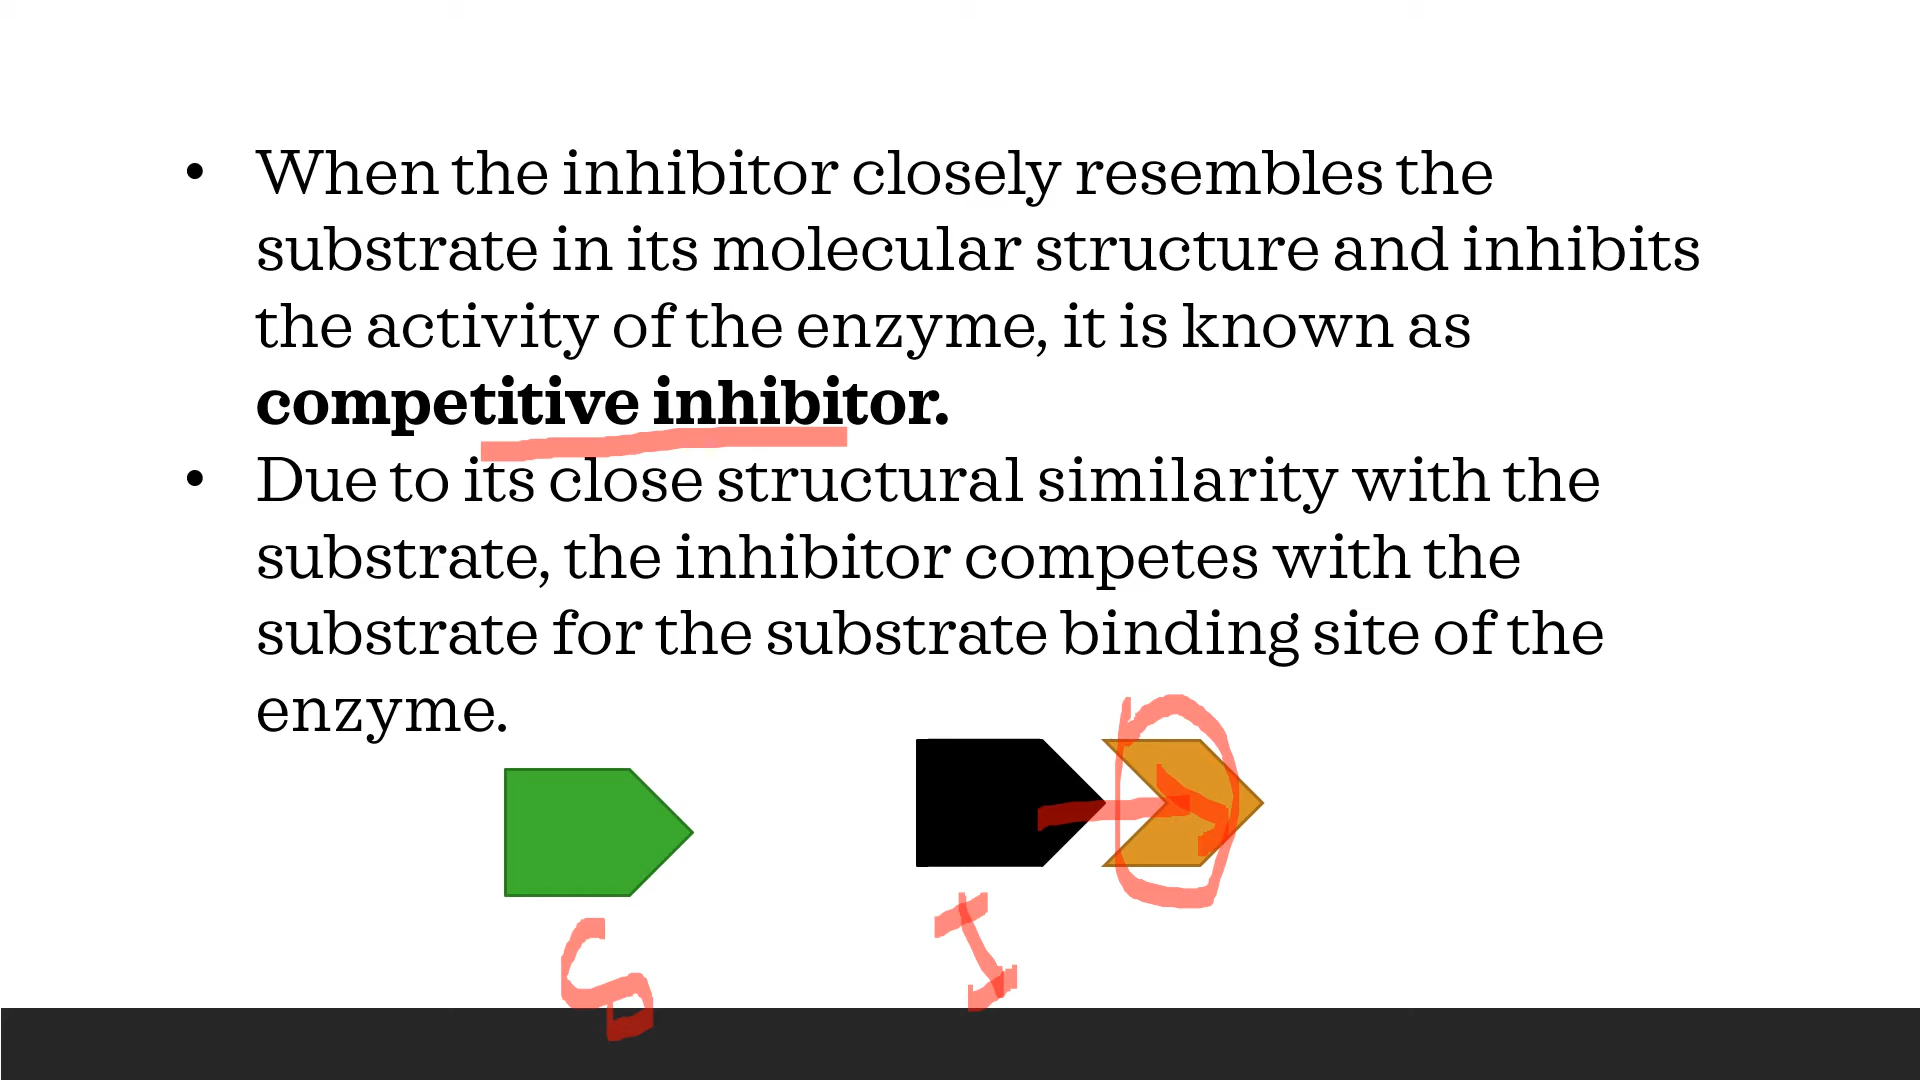 • When the inhibitor closely resembles the
substrate in its molecular structure and inhibits
the activity of the enzyme, it is known as
competitive inhibitor.
• Due to its close structural similarity with the
substrate, the inhibitor competes with the
substrate for the substrate binding site of the
enzyme.
S I